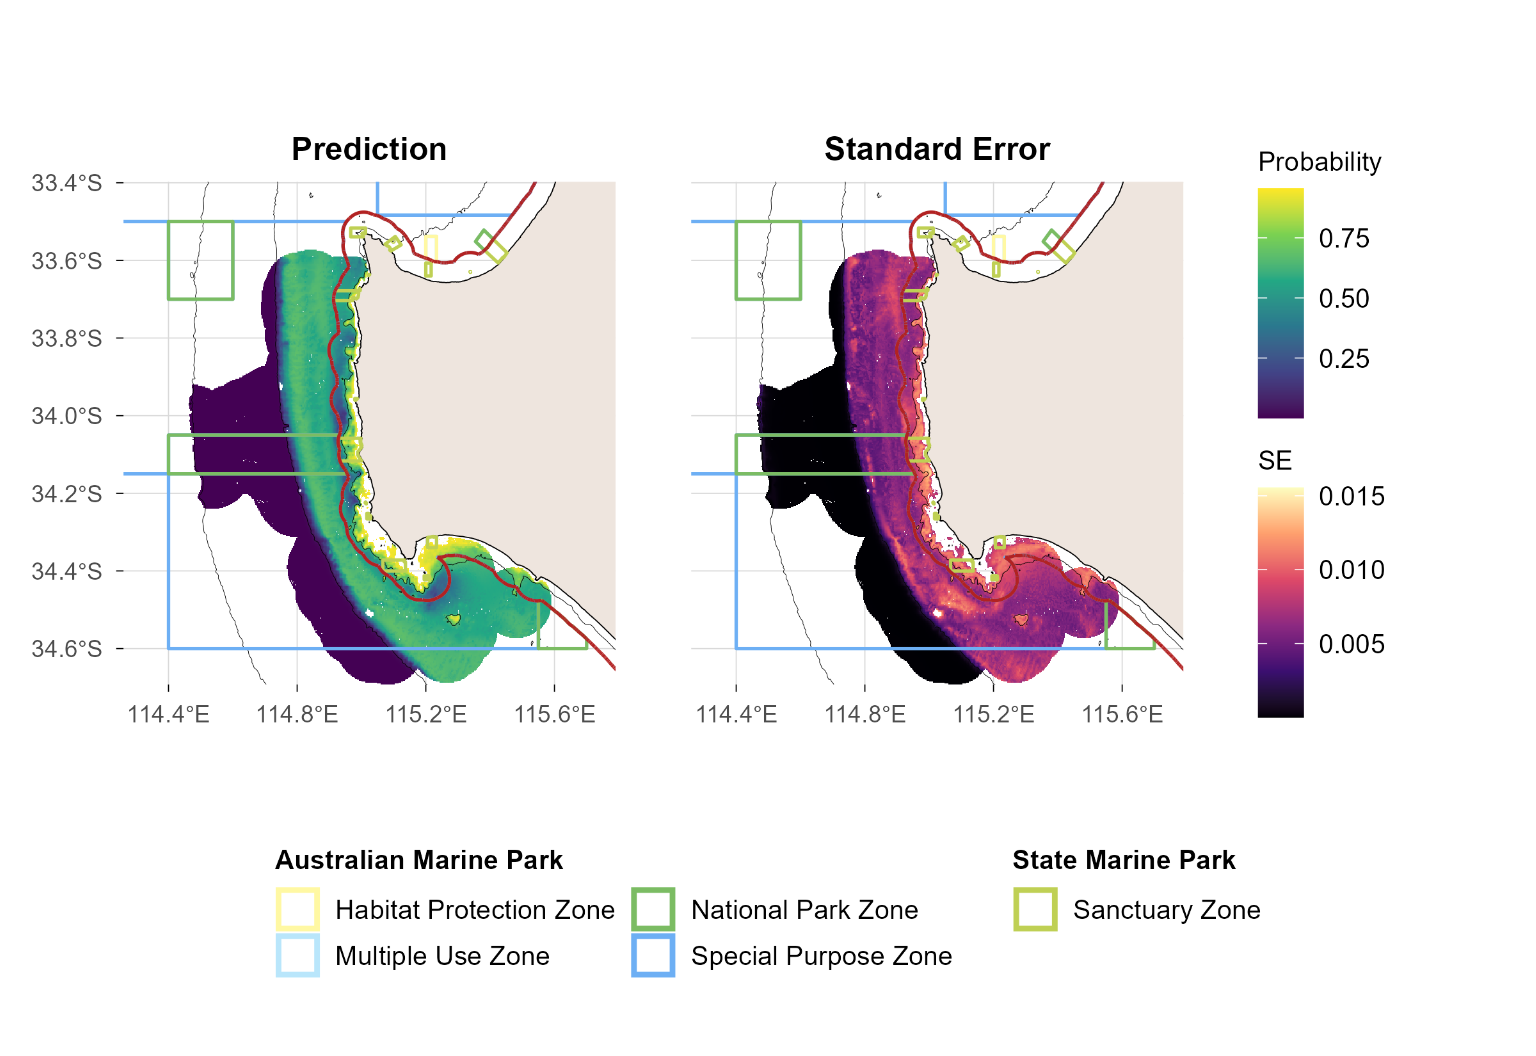 Prediction
Standard Error
33.4°S
33.6°S
33.8°S
34.0°S
34.2°S
34.4°S
34.6°S
114.4°E 114.8°E 115.2°E 115.6°E
114.4°E 114.8°E 115.2°E 115.6°E
Probability
0.75
0.50
0.25
SE
0.015
0.010
0.005
Australian Marine Park
Habitat Protection Zone
National Park Zone
Multiple Use Zone
Special Purpose Zone
State Marine Park
Sanctuary Zone